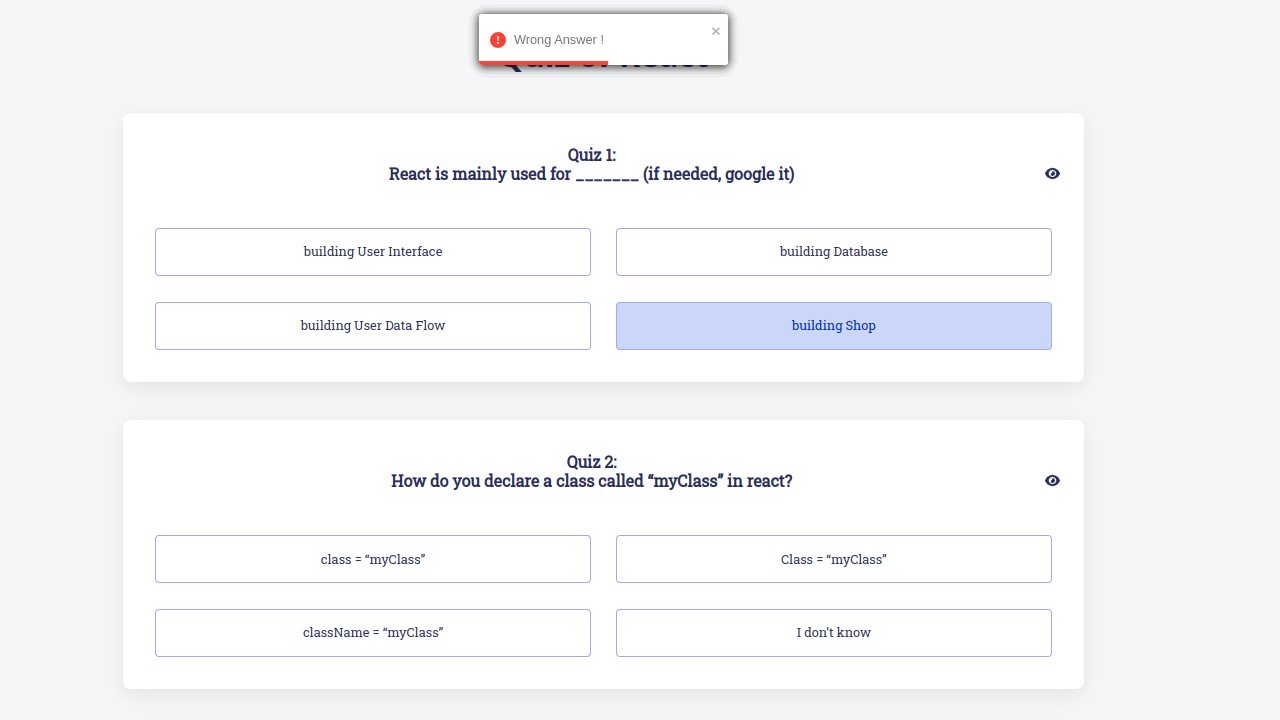 Wrong Answer !
Quiz 1:
React is mainly used for _______ (if needed, google it)
building User Interface
building Database
building User Data Flow
building Shop
Quiz 2:
How do you declare a class called “myClass” in react?
class = “myClass”
Class = “myClass”
className = “myClass”
I don’t know